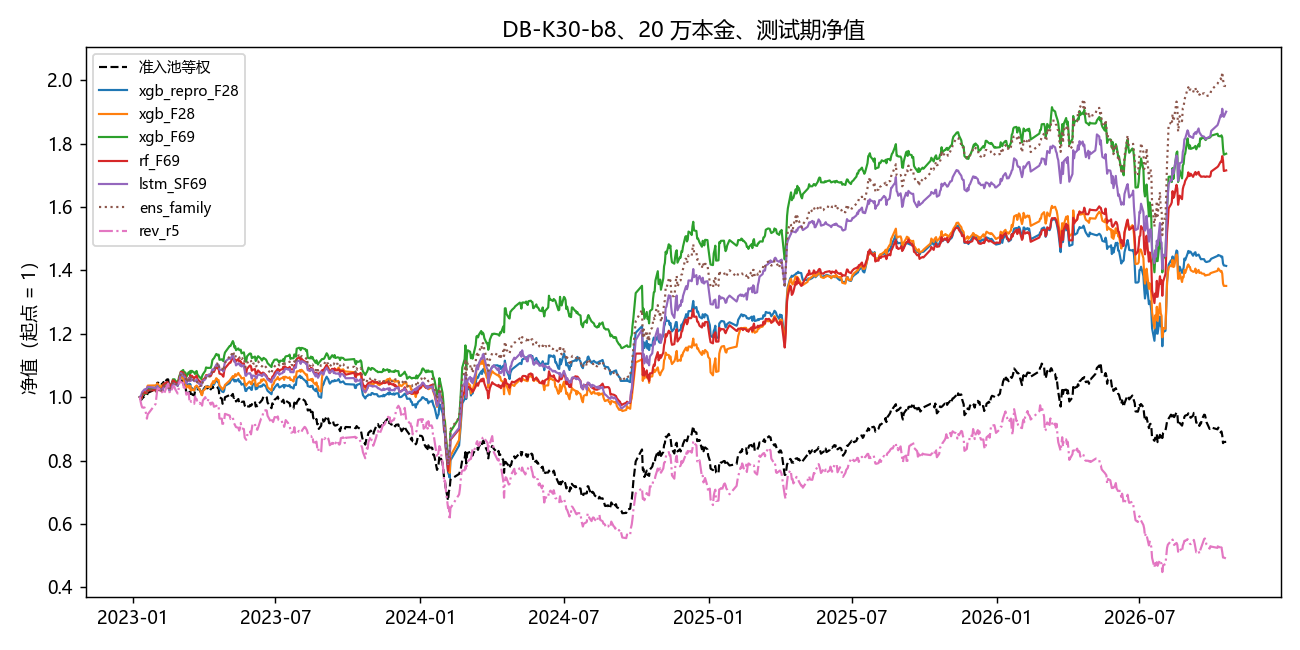 DB-K30-b8、20 万本金、测试期净值
净值（起点 = 1）
2.0
1.8
1.6
1.4
1.2
1.0
0.8
0.6
0.4
准入池等权
xgb_repro_F28
xgb_F28
xgb_F69
rf_F69
lstm_SF69
ens_family
rev_r5
2023-01
2023-07
2024-01
2024-07
2025-01
2025-07
2026-01
2026-07